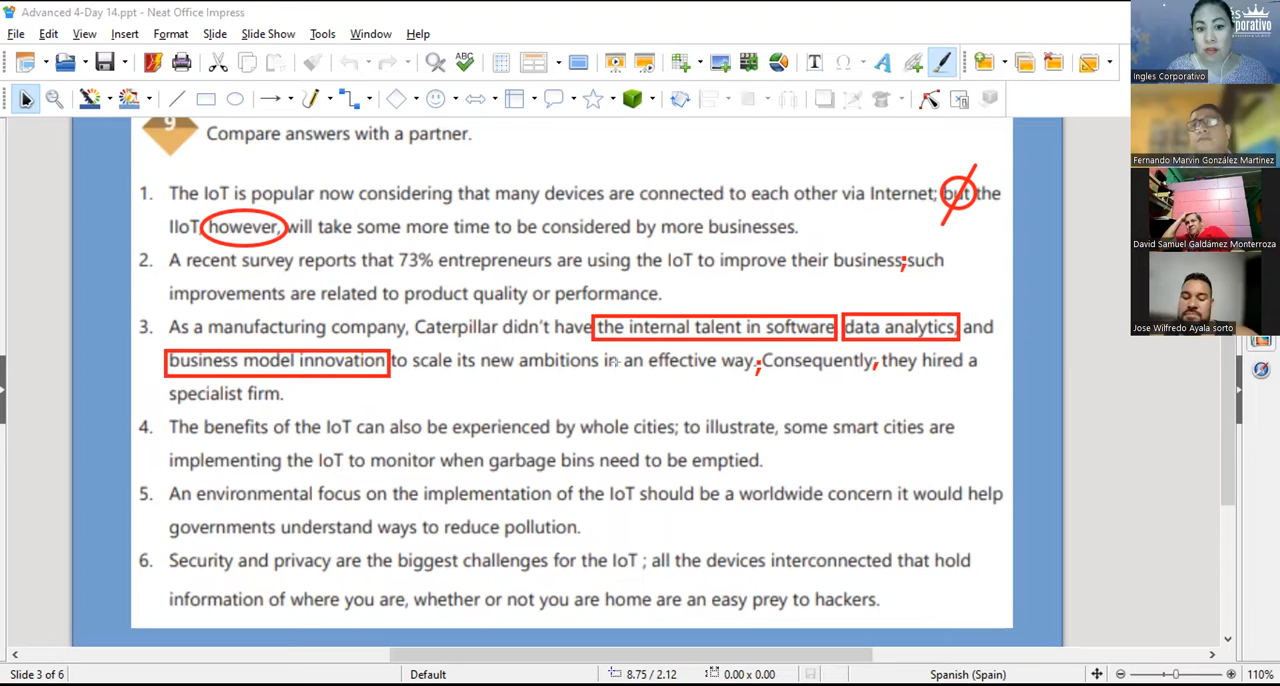 Advanced 4-Day 14.ppt - Neat Office Impress
File Edit View Insert Format Slide Slide Show Tools Window Help
9
Compare answers with a partner.
1. The IoT is popular now considering that many devices are connected to each other via Internet; but the
IIoT, however, will take some more time to be considered by more businesses.
2. A recent survey reports that 73% entrepreneurs are using the IoT to improve their business;such
improvements are related to product quality or performance.
3. As a manufacturing company, Caterpillar didn't have the internal talent in software data analytics, and
business model innovation to scale its new ambitions in an effective way.;Consequently, they hired a
specialist firm.
4. The benefits of the IoT can also be experienced by whole cities; to illustrate, some smart cities are
implementing the IoT to monitor when garbage bins need to be emptied.
5. An environmental focus on the implementation of the IoT should be a worldwide concern it would help
governments understand ways to reduce pollution.
6. Security and privacy are the biggest challenges for the IoT ; all the devices interconnected that hold
information of where you are, whether or not you are home are an easy prey to hackers.
Ingles Corporativo
Fernando Marvin González Martinez
David Samuel Galdámez Monterroza
Jose Wilfredo Ayala sorto
Slide 3 of 6 Default 8.75 / 2.12 0.00 x 0.00 Spanish (Spain) 110%